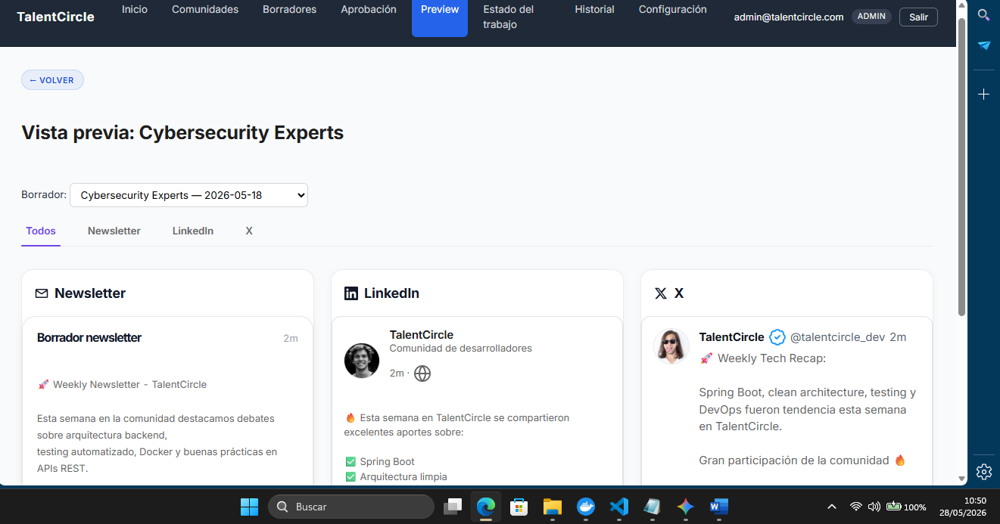 TalentCircle
Inicio
Comunidades
Borradores
Aprobación
Preview
Estado del
trabajo
Historial
Configuración
admin@talentcircle.com
ADMIN
Salir
← VOLVER
Vista previa: Cybersecurity Experts
Borrador: Cybersecurity Experts — 2026-05-18
Todos
Newsletter
LinkedIn
X
Newsletter
Borrador newsletter
2m
🚀 Weekly Newsletter - TalentCircle
Esta semana en la comunidad destacamos debates
sobre arquitectura backend,
testing automatizado, Docker y buenas prácticas en
APIs REST.
LinkedIn
TalentCircle
Comunidad de desarrolladores
2m ·
🔥 Esta semana en TalentCircle se compartieron
excelentes aportes sobre:
✅ Spring Boot
✅ Arquitectura limpia
X
TalentCircle @talentcircle_dev 2m
🚀 Weekly Tech Recap:
Spring Boot, clean architecture, testing y
DevOps fueron tendencia esta semana
en TalentCircle.
Gran participación de la comunidad 🔥
Buscar
100%
10:50
28/05/2026